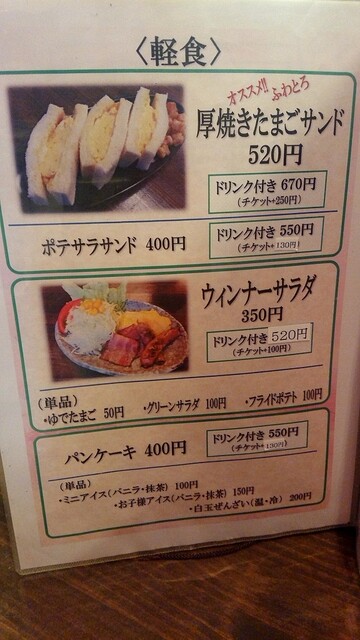 〈軽食〉
オススメ!! ふわとろ
厚焼きたまごサンド
520円
ドリンク付き 670円
(チケット+250円)
ポテサラサンド 400円
ドリンク付き 550円
(チケット+130円)
ウィンナーサラダ
350円
ドリンク付き 520円
(チケット+100円)
(単品)
・ゆでたまご 50円 ・グリーンサラダ 100円 ・フライドポテト 100円
パンケーキ 400円
ドリンク付き 550円
(チケット+130円)
(単品)
・ミニアイス(バニラ・抹茶) 100円
・お子様アイス(バニラ・抹茶) 150円
・白玉ぜんざい(温・冷) 200円